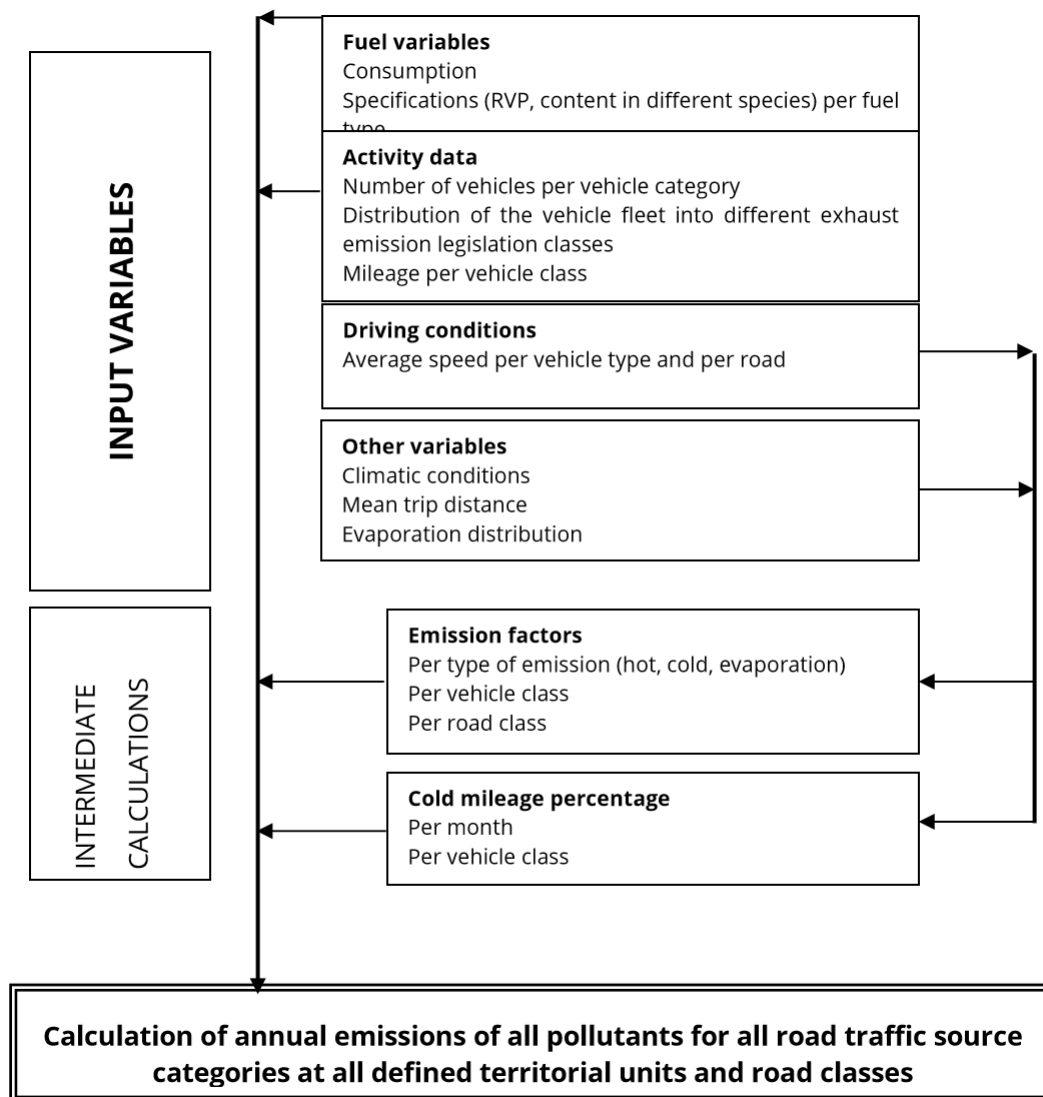 INPUT VARIABLES
Fuel variables
Consumption
Specifications (RVP, content in different species) per fuel
type
Activity data
Number of vehicles per vehicle category
Distribution of the vehicle fleet into different exhaust
emission legislation classes
Mileage per vehicle class
Driving conditions
Average speed per vehicle type and per road
Other variables
Climatic conditions
Mean trip distance
Evaporation distribution
INTERMEDIATE
CALCULATIONS
Emission factors
Per type of emission (hot, cold, evaporation)
Per vehicle class
Per road class
Cold mileage percentage
Per month
Per vehicle class
Calculation of annual emissions of all pollutants for all road traffic source
categories at all defined territorial units and road classes